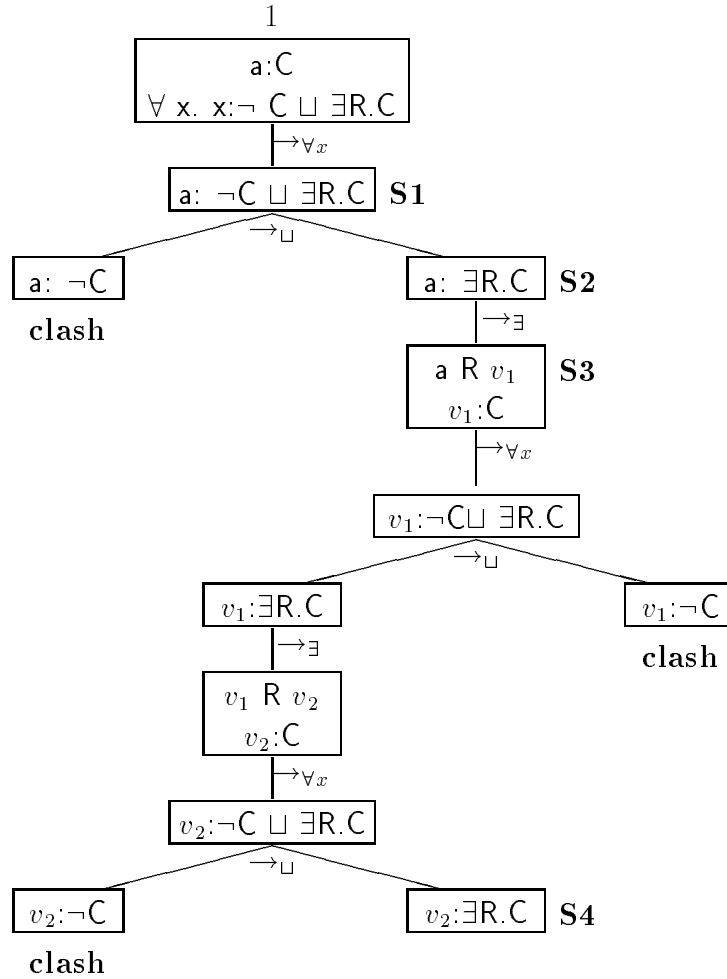 1
a:C
∀ x. x:¬ C ⊔ ∃R.C
→∀x
a: ¬C ⊔ ∃R.C S1
→⊔
a: ¬C a: ∃R.C S2
clash
→∃
a R v₁ S3
v₁:C
→∀x
v₁:¬C⊔ ∃R.C
→⊔
v₁:∃R.C v₁:¬C
→∃ clash
v₁ R v₂
v₂:C
→∀x
v₂:¬C ⊔ ∃R.C
→⊔
v₂:¬C v₂:∃R.C S4
clash